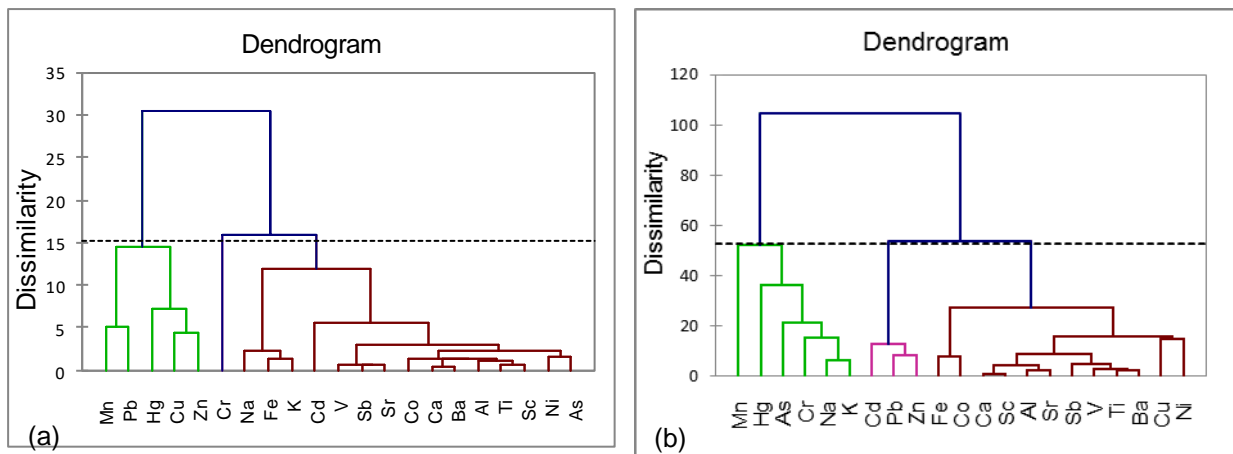 Dendrogram
35
30
25
20
15
10
5
0
Dissimilarity
Mn Pb Hg Cu Zn Cr Na Fe K Cd V Sb Sr Co Ca Ba Al Ti Sc Ni As
(a)
Dendrogram
120
100
80
60
40
20
0
Dissimilarity
Mn Hg As Cr Na K Cd Pb Zn Fe Co Ca Sc Al Sr Sb V Ti Ba Cu Ni
(b)